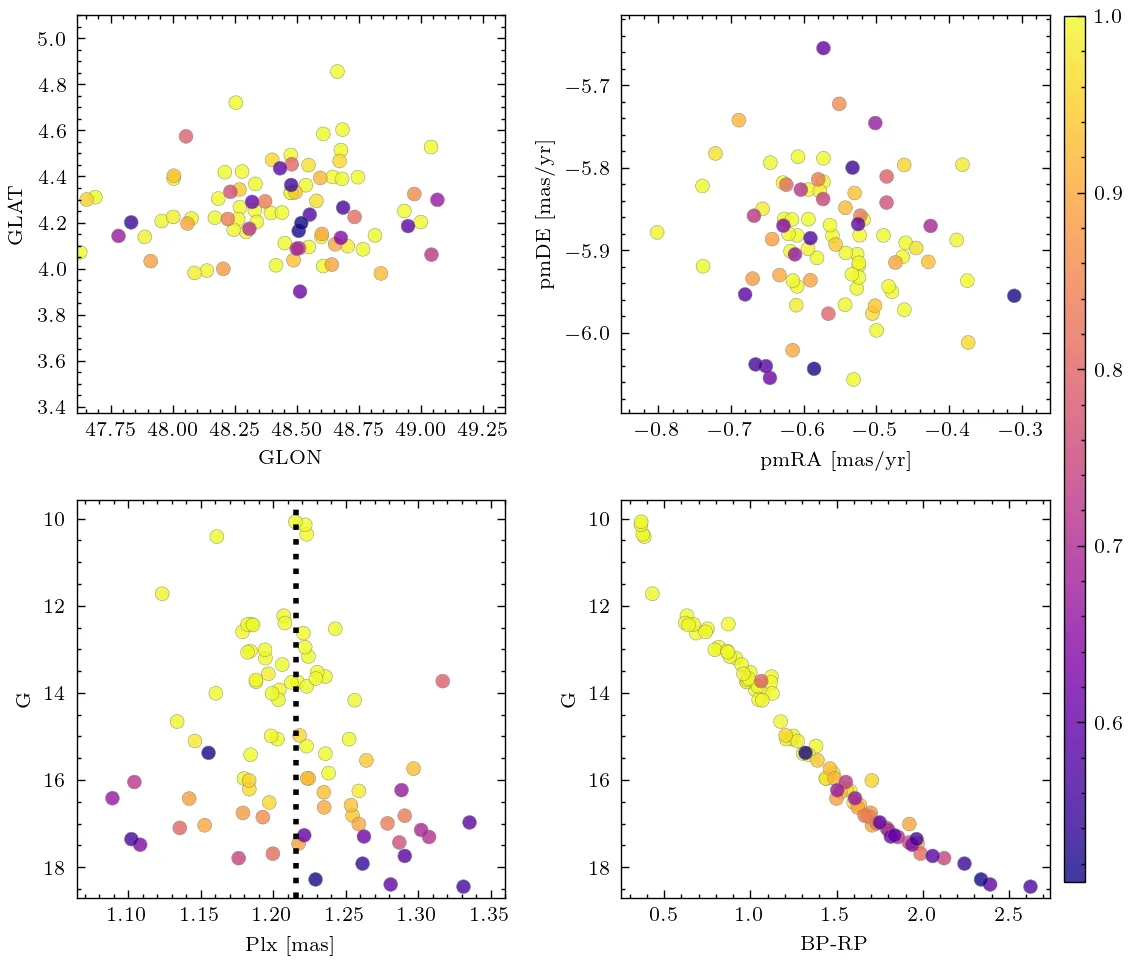 5.0
4.8
4.6
4.4
4.2
4.0
3.8
3.6
3.4
GLAT
47.75 48.00 48.25 48.50 48.75 49.00 49.25
GLON
−5.7
−5.8
−5.9
−6.0
pmDE [mas/yr]
−0.8 −0.7 −0.6 −0.5 −0.4 −0.3
pmRA [mas/yr]
1.0
0.9
0.8
0.7
0.6
10
12
14
16
18
G
1.10 1.15 1.20 1.25 1.30 1.35
Plx [mas]
10
12
14
16
18
G
0.5 1.0 1.5 2.0 2.5
BP-RP